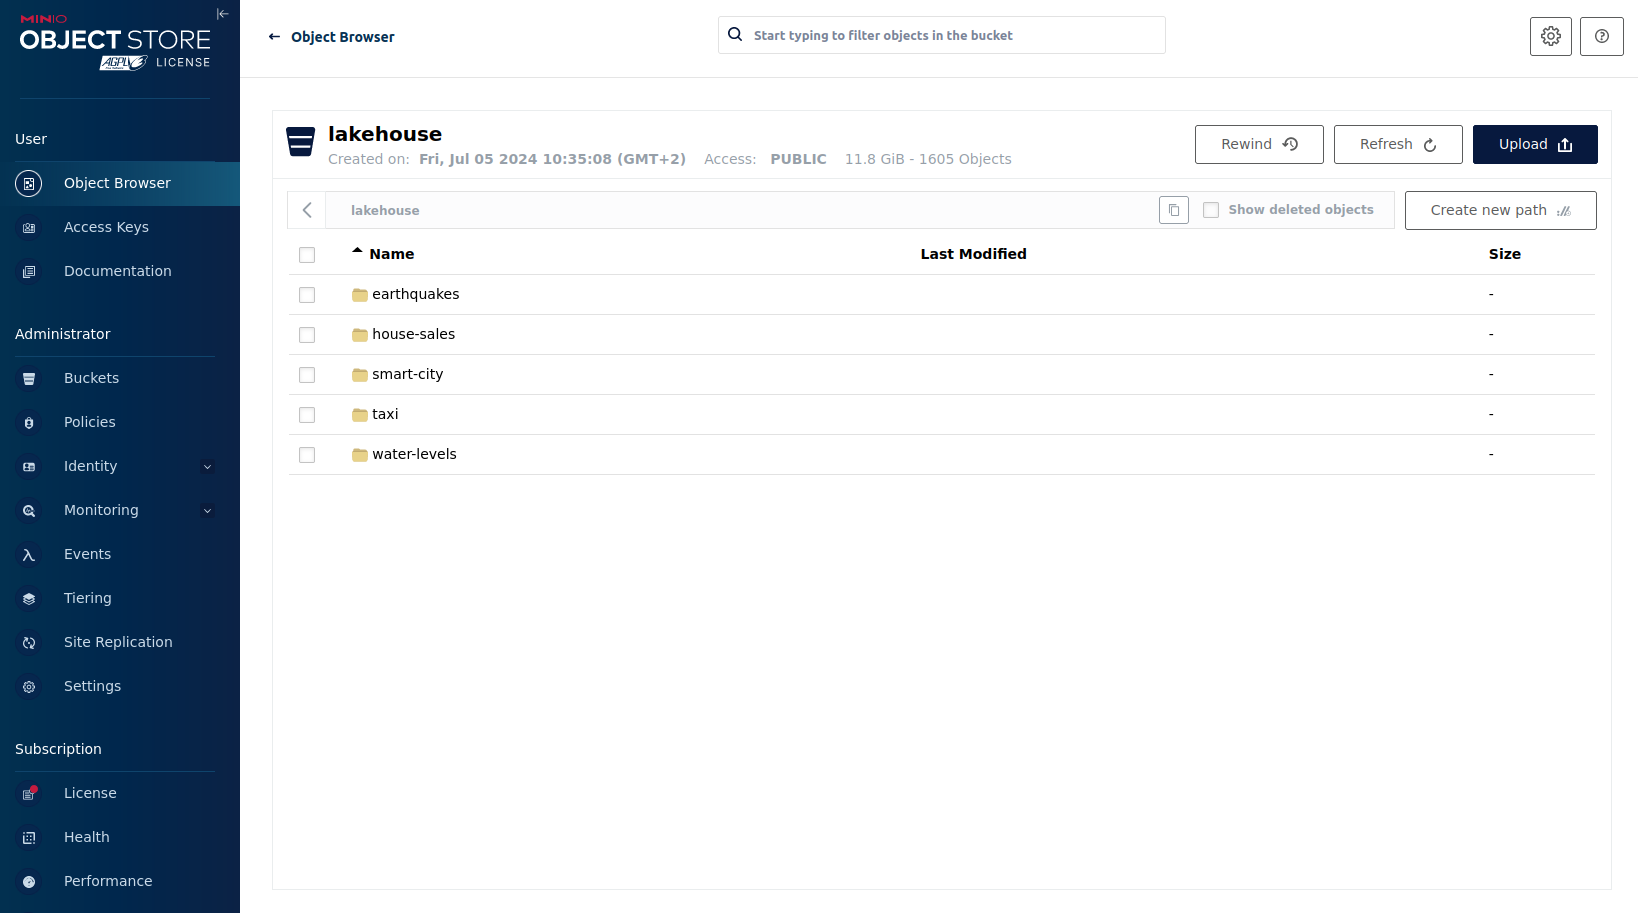 MINIO
OBJECT STORE
AGPL LICENSE
User
Object Browser
Access Keys
Documentation
Administrator
Buckets
Policies
Identity
Monitoring
Events
Tiering
Site Replication
Settings
Subscription
License
Health
Performance
Object Browser
Start typing to filter objects in the bucket
lakehouse
Created on: Fri, Jul 05 2024 10:35:08 (GMT+2) Access: PUBLIC 11.8 GiB - 1605 Objects
Rewind Refresh Upload
lakehouse Show deleted objects Create new path
Name Last Modified Size
earthquakes -
house-sales -
smart-city -
taxi -
water-levels -